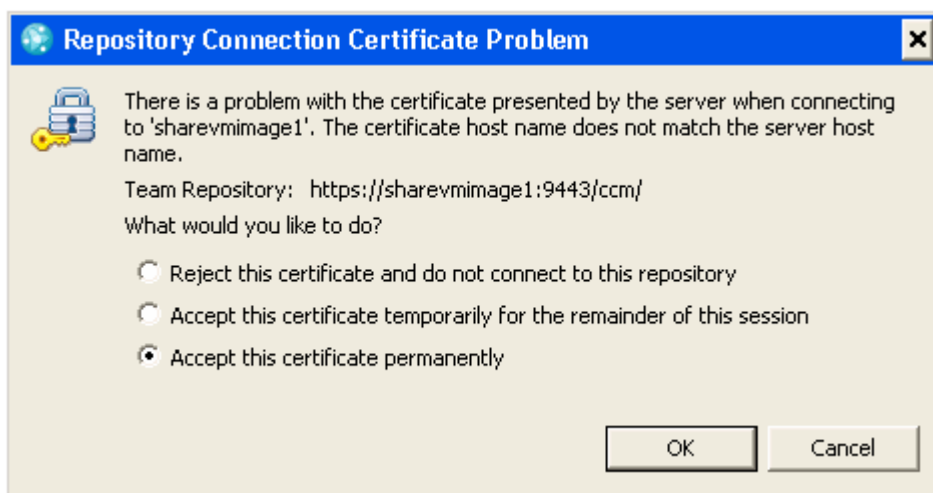 Repository Connection Certificate Problem
There is a problem with the certificate presented by the server when connecting
to 'sharevmimage1'. The certificate host name does not match the server host
name.
Team Repository: https://sharevmimage1:9443/ccm/
What would you like to do?
Reject this certificate and do not connect to this repository
Accept this certificate temporarily for the remainder of this session
Accept this certificate permanently
OK Cancel